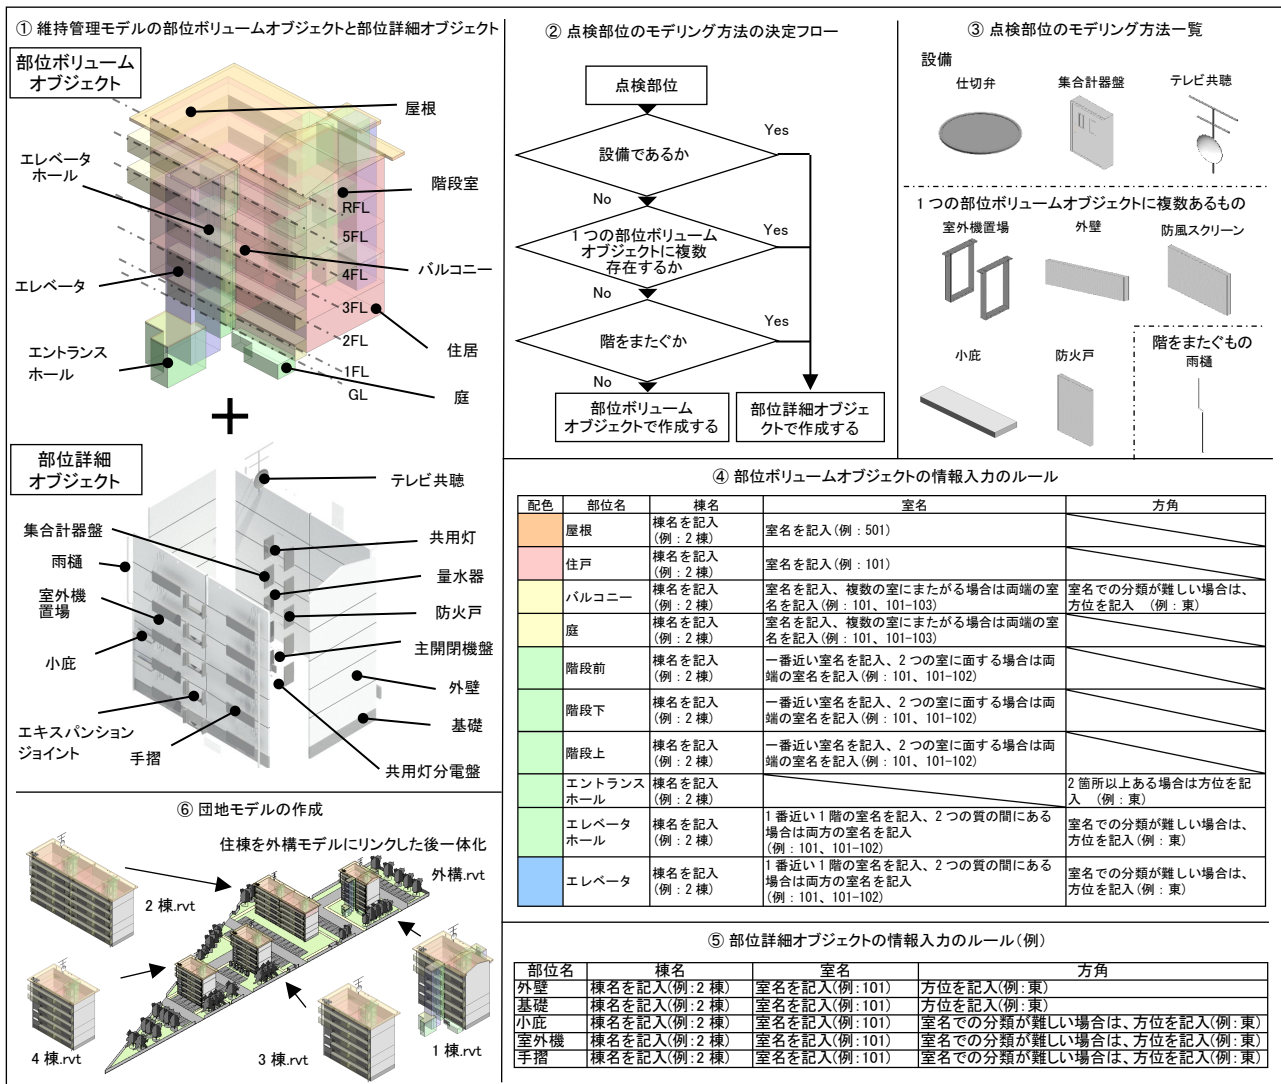 ① 維持管理モデルの部位ボリュームオブジェクトと部位詳細オブジェクト
部位ボリューム
オブジェクト
屋根
エレベータ
ホール
階段室
RFL
5FL
バルコニー
4FL
エレベータ
3FL
2FL
住居
エントランス
ホール
1FL
GL
庭
+
部位詳細
オブジェクト
テレビ共聴
集合計器盤
共用灯
雨樋
量水器
室外機
置場
防火戸
小庇
主開閉機盤
外壁
エキスパンション
ジョイント
基礎
手摺
共用灯分電盤
② 点検部位のモデリング方法の決定フロー
点検部位
Yes
設備であるか
No
Yes
1つの部位ボリューム
オブジェクトに複数
存在するか
No
Yes
階をまたぐか
No
部位ボリューム
オブジェクトで作成する
部位詳細オブジェ
クトで作成する
③ 点検部位のモデリング方法一覧
設備
仕切弁
集合計器盤
テレビ共聴
1つの部位ボリュームオブジェクトに複数あるもの
室外機置場
外壁
防風スクリーン
小庇
防火戸
階をまたぐもの
雨樋
④ 部位ボリュームオブジェクトの情報入力のルール
配色 部位名 棟名 室名 方角
屋根 棟名を記入 室名を記入(例：501)
(例：2棟)
住戸 棟名を記入 室名を記入(例：101)
(例：2棟)
バルコニー 棟名を記入 室名を記入、複数の室にまたがる場合は両端の室 室名での分類が難しい場合は、
(例：2棟) 名を記入(例：101、101-103) 方位を記入 (例：東)
庭 棟名を記入 室名を記入、複数の室にまたがる場合は両端の室
(例：2棟) 名を記入(例：101、101-103)
階段前 棟名を記入 一番近い室名を記入、2つの室に面する場合は両
(例：2棟) 端の室名を記入(例：101、101-102)
階段下 棟名を記入 一番近い室名を記入、2つの室に面する場合は両
(例：2棟) 端の室名を記入(例：101、101-102)
階段上 棟名を記入 一番近い室名を記入、2つの室に面する場合は両
(例：2棟) 端の室名を記入(例：101、101-102)
エントランス 棟名を記入 2箇所以上ある場合は方位を記
ホール (例：2棟) 入 (例：東)
エレベータ 棟名を記入 1番近い1階の室名を記入、2つの質の間にある 室名での分類が難しい場合は、
ホール (例：2棟) 場合は両方の室名を記入 方位を記入(例：東)
(例：101、101-102)
エレベータ 棟名を記入 1番近い1階の室名を記入、2つの質の間にある 室名での分類が難しい場合は、
(例：2棟) 場合は両方の室名を記入 方位を記入(例：東)
(例：101、101-102)
⑤ 部位詳細オブジェクトの情報入力のルール(例)
部位名 棟名 室名 方角
外壁 棟名を記入(例：2棟) 室名を記入(例：101) 方位を記入(例：東)
基礎 棟名を記入(例：2棟) 室名を記入(例：101) 方位を記入(例：東)
小庇 棟名を記入(例：2棟) 室名を記入(例：101) 室名での分類が難しい場合は、方位を記入(例：東)
室外機 棟名を記入(例：2棟) 室名を記入(例：101) 室名での分類が難しい場合は、方位を記入(例：東)
手摺 棟名を記入(例：2棟) 室名を記入(例：101) 室名での分類が難しい場合は、方位を記入(例：東)
⑥ 団地モデルの作成
住棟を外構モデルにリンクした後一体化
外構.rvt
2棟.rvt
4棟.rvt
3棟.rvt
1棟.rvt